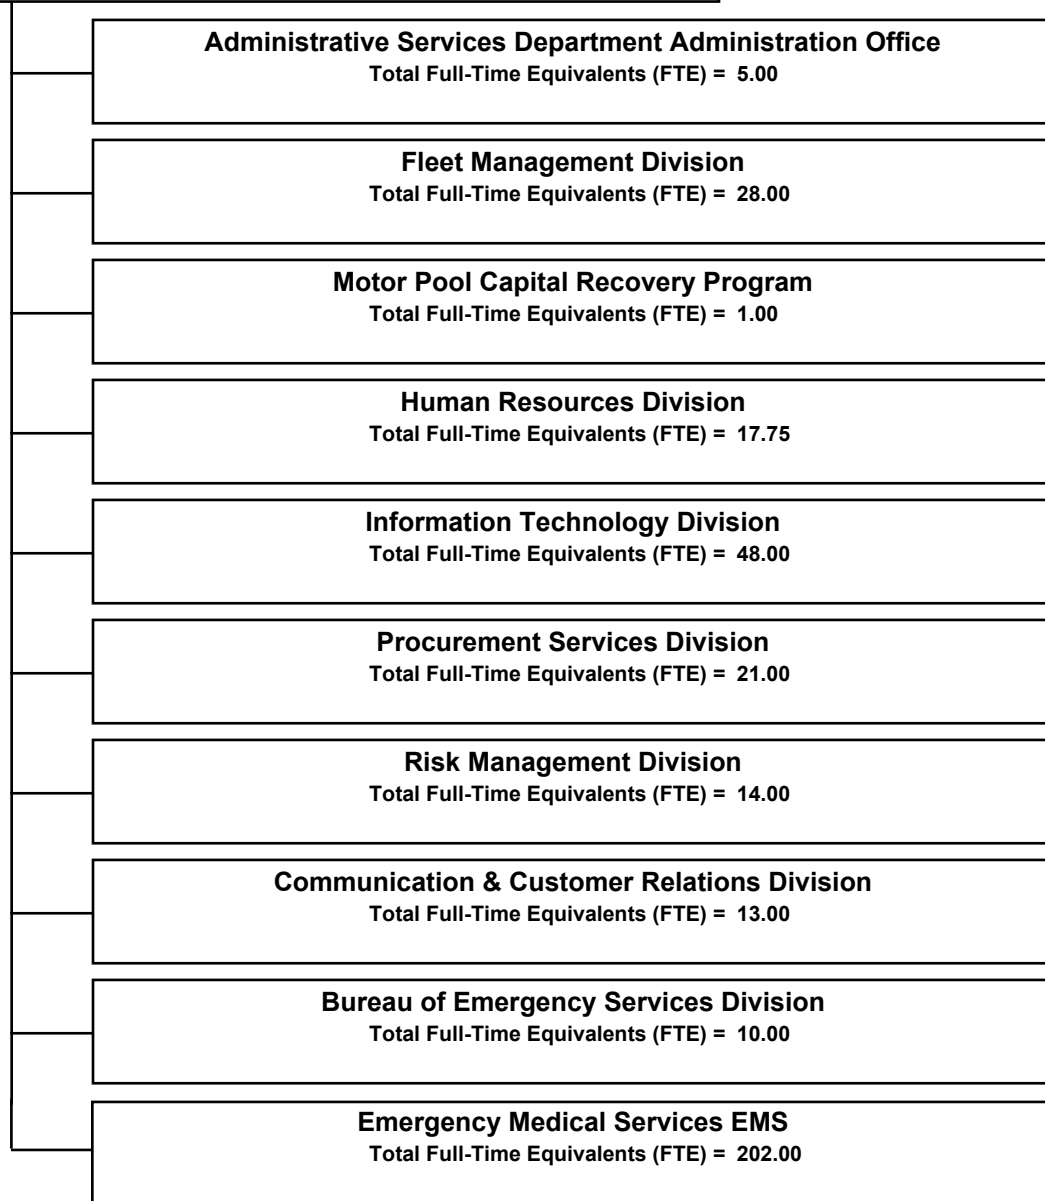 Administrative Services Department Administration Office
Total Full-Time Equivalents (FTE) = 5.00
Fleet Management Division
Total Full-Time Equivalents (FTE) = 28.00
Motor Pool Capital Recovery Program
Total Full-Time Equivalents (FTE) = 1.00
Human Resources Division
Total Full-Time Equivalents (FTE) = 17.75
Information Technology Division
Total Full-Time Equivalents (FTE) = 48.00
Procurement Services Division
Total Full-Time Equivalents (FTE) = 21.00
Risk Management Division
Total Full-Time Equivalents (FTE) = 14.00
Communication & Customer Relations Division
Total Full-Time Equivalents (FTE) = 13.00
Bureau of Emergency Services Division
Total Full-Time Equivalents (FTE) = 10.00
Emergency Medical Services EMS
Total Full-Time Equivalents (FTE) = 202.00